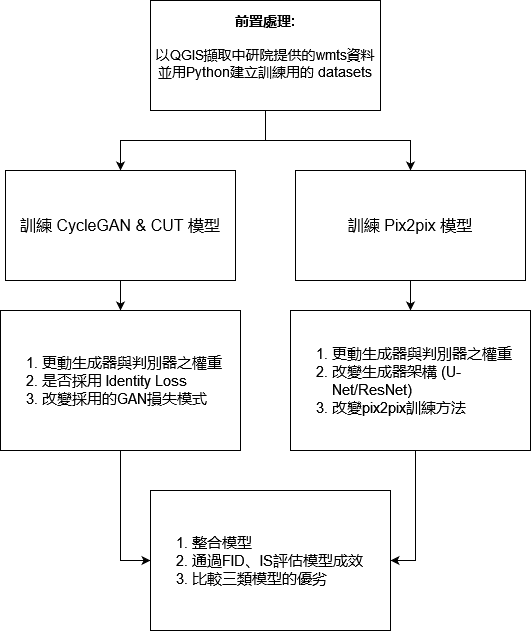 前置處理:
以QGIS擷取中研院提供的wmts資料
並用Python建立訓練用的 datasets
訓練 CycleGAN & CUT 模型
訓練 Pix2pix 模型
1. 更動生成器與判別器之權重
2. 是否採用 Identity Loss
3. 改變採用的GAN損失模式
1. 更動生成器與判別器之權重
2. 改變生成器架構 (U-
Net/ResNet)
3. 改變pix2pix訓練方法
1. 整合模型
2. 通過FID、IS評估模型成效
3. 比較三類模型的優劣